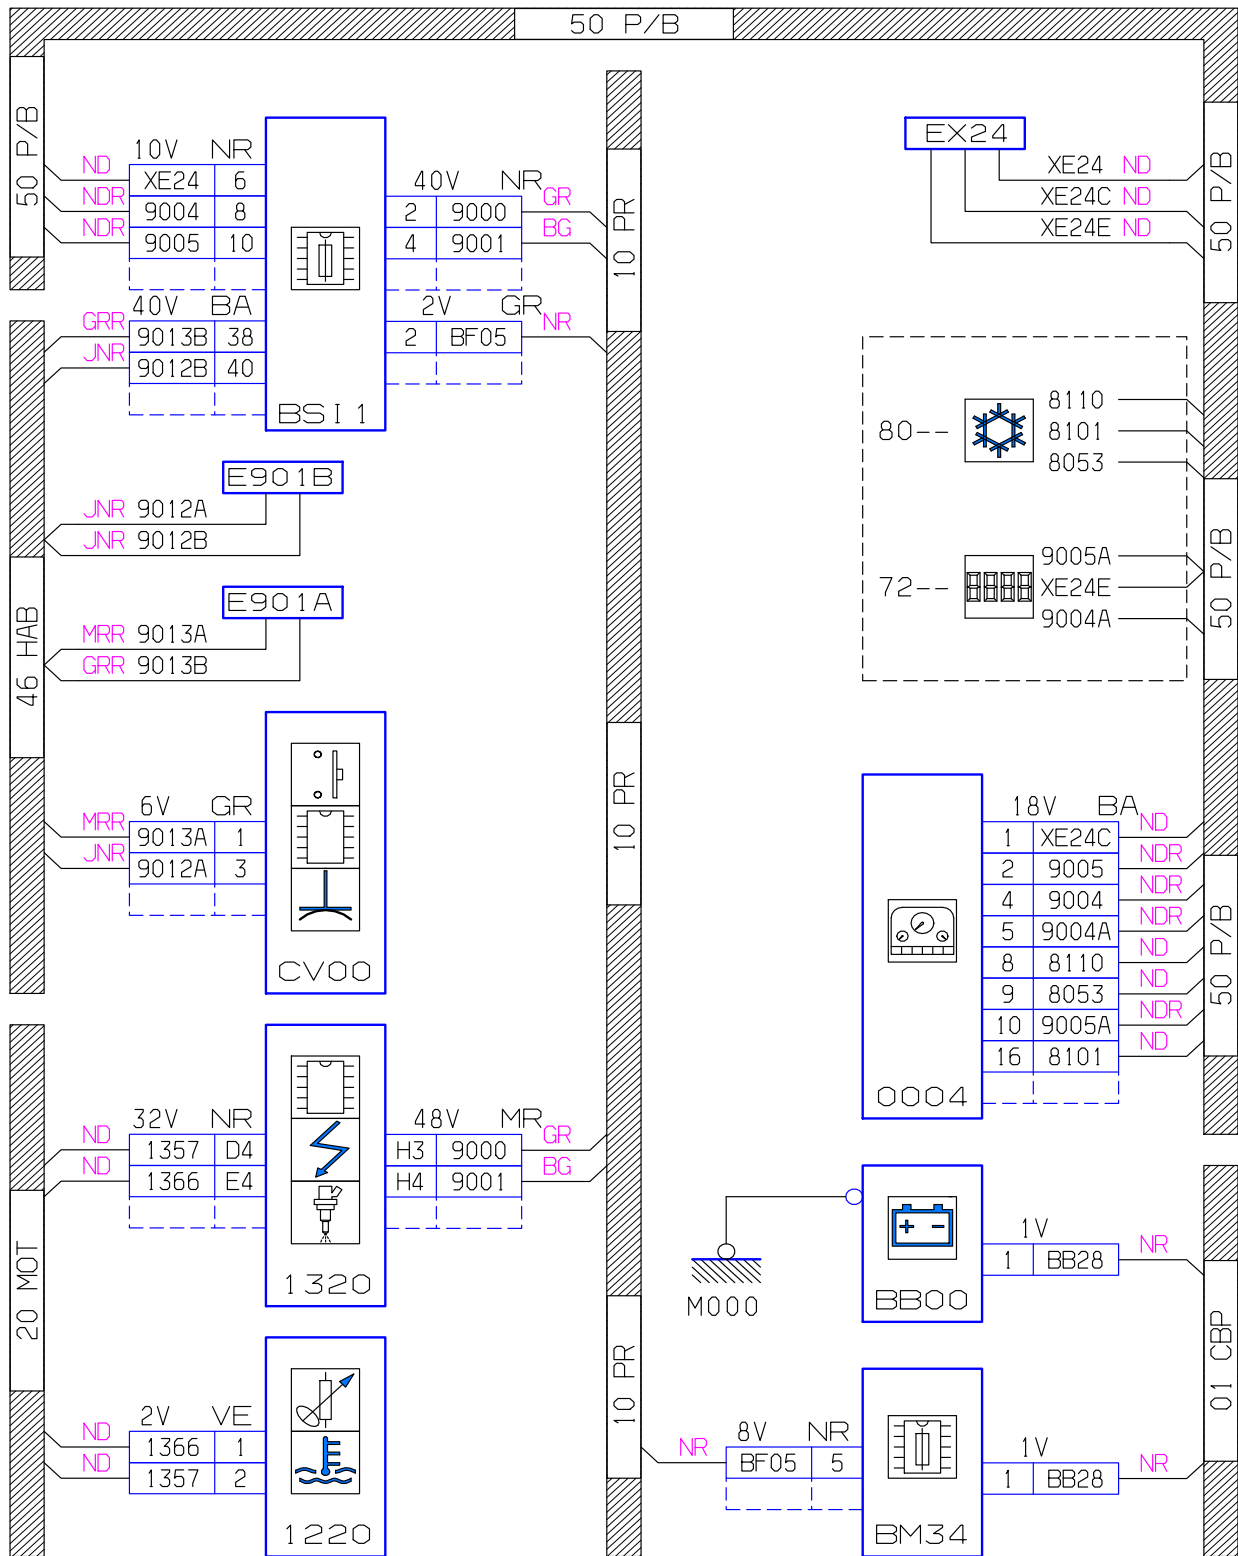 50 P/B
50 P/B
10V NR
ND XE24 6
NDR 9004 8
NDR 9005 10
40V NR
2 9000 GR
4 9001 BG
40V BA
GRR 9013B 38
JNR 9012B 40
2V GR
2 BF05 NR
BSI1
10 PR
EX24
XE24 ND
XE24C ND
XE24E ND
50 P/B
80--
8110
8101
8053
72--
9005A
XE24E
9004A
50 P/B
E901B
JNR 9012A
JNR 9012B
E901A
MRR 9013A
GRR 9013B
46 HAB
6V GR
MRR 9013A 1
JNR 9012A 3
CV00
10 PR
18V BA
1 XE24C ND
2 9005 NDR
4 9004 NDR
5 9004A NDR
8 8110 ND
9 8053 ND
10 9005A NDR
16 8101 ND
0004
50 P/B
32V NR
ND 1357 D4
ND 1366 E4
48V MR
H3 9000 GR
H4 9001 BG
1320
20 MOT
M000
1V
1 BB28 NR
BB00
10 PR
01 CBP
2V VE
ND 1366 1
ND 1357 2
1220
8V NR
NR BF05 5
1V
1 BB28 NR
BM34